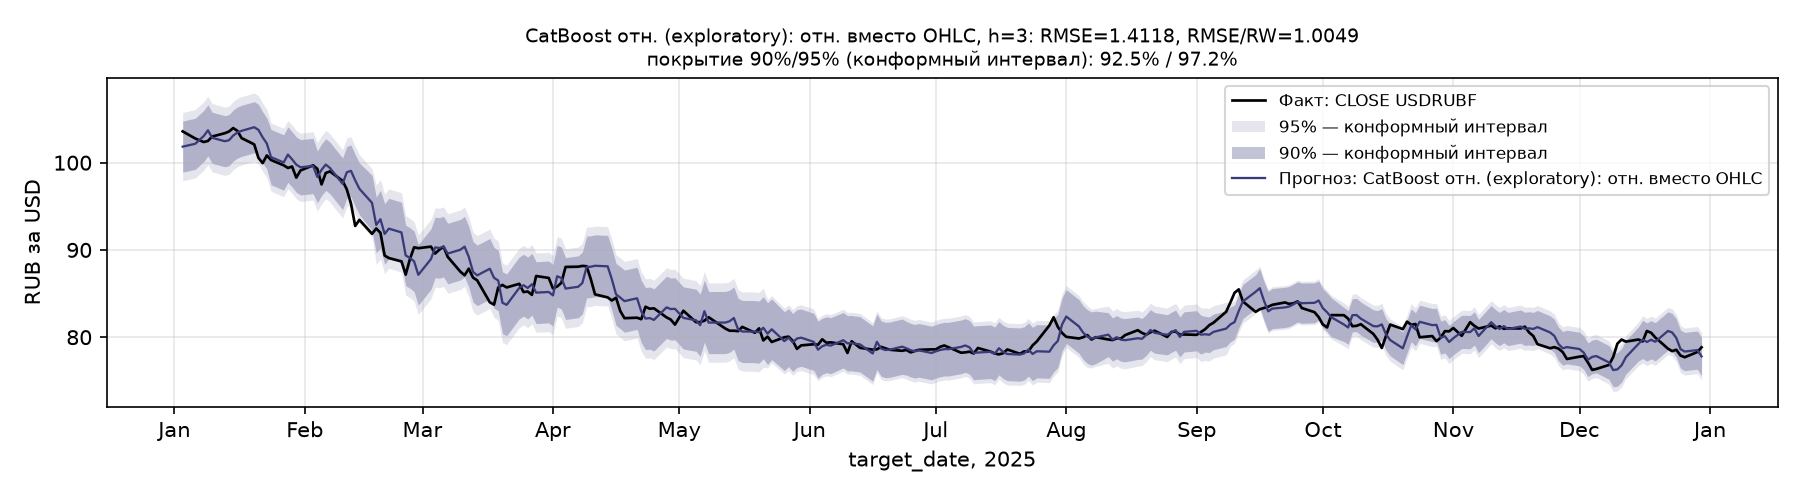 CatBoost отн. (exploratory): отн. вместо OHLC, h=3: RMSE=1.4118, RMSE/RW=1.0049
покрытие 90%/95% (конформный интервал): 92.5% / 97.2%
Факт: CLOSE USDRUBF
95% — конформный интервал
90% — конформный интервал
Прогноз: CatBoost отн. (exploratory): отн. вместо OHLC
RUB за USD
100
90
80
Jan Feb Mar Apr May Jun Jul Aug Sep Oct Nov Dec Jan
target_date, 2025